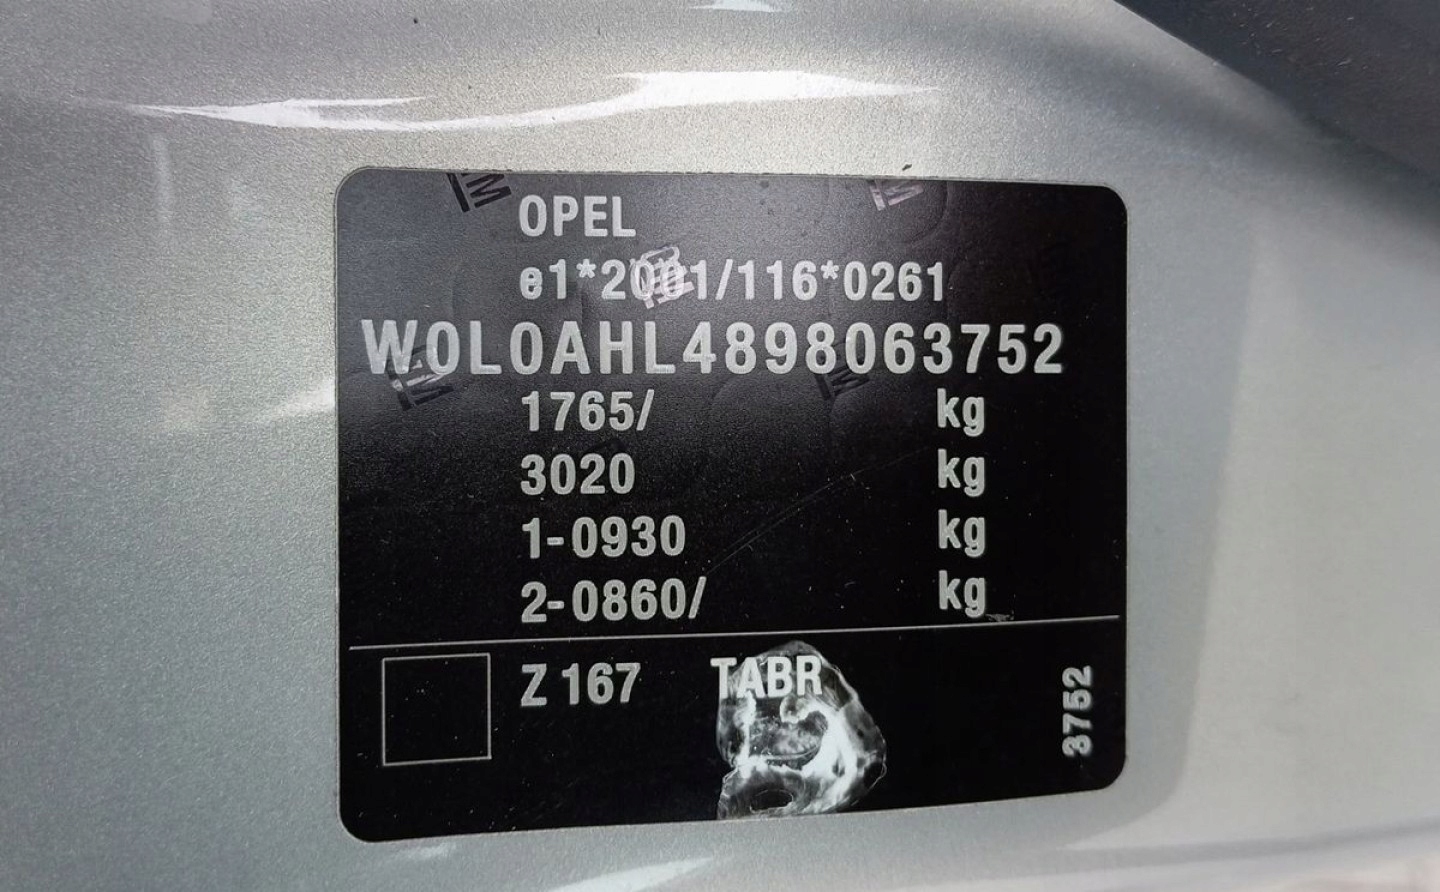 OPEL
e1*2001/116*0261
W0L0AHL4898063752
1765/ kg
3020 kg
1-0930 kg
2-0860/ kg
Z 167 TABR
3752